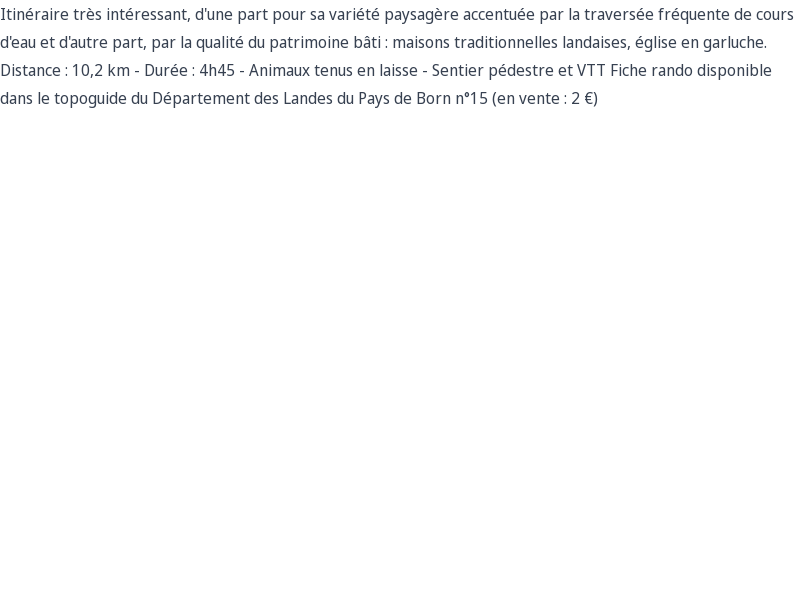 Itinéraire très intéressant, d'une part pour sa variété paysagère accentuée par la traversée fréquente de cours
d'eau et d'autre part, par la qualité du patrimoine bâti : maisons traditionnelles landaises, église en garluche.
Distance : 10,2 km - Durée : 4h45 - Animaux tenus en laisse - Sentier pédestre et VTT Fiche rando disponible
dans le topoguide du Département des Landes du Pays de Born n°15 (en vente : 2 €)